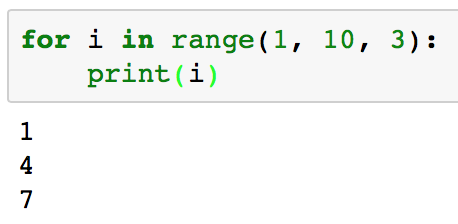 for i in range(1, 10, 3):
    print(i)
1
4
7